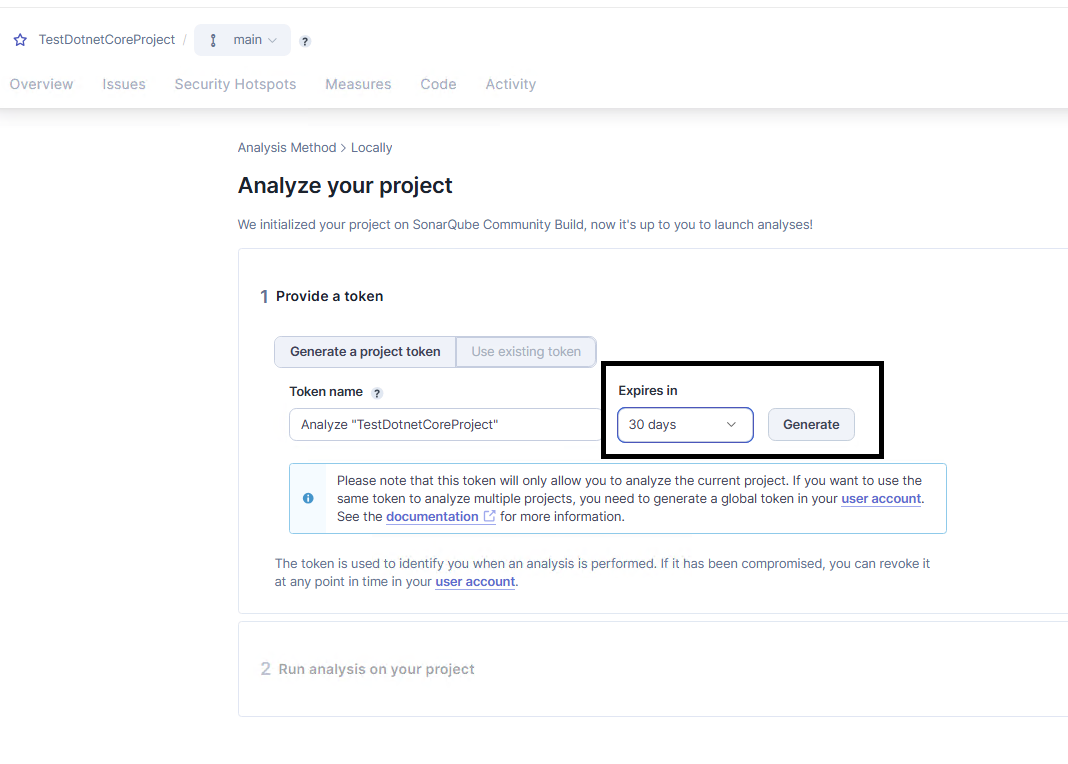 TestDotnetCoreProject / main ?
Overview Issues Security Hotspots Measures Code Activity
Analysis Method > Locally
Analyze your project
We initialized your project on SonarQube Community Build, now it's up to you to launch analyses!
1 Provide a token
Generate a project token Use existing token
Token name ? Expires in
Analyze "TestDotnetCoreProject" 30 days Generate
Please note that this token will only allow you to analyze the current project. If you want to use the
same token to analyze multiple projects, you need to generate a global token in your user account.
See the documentation for more information.
The token is used to identify you when an analysis is performed. If it has been compromised, you can revoke it
at any point in time in your user account.
2 Run analysis on your project